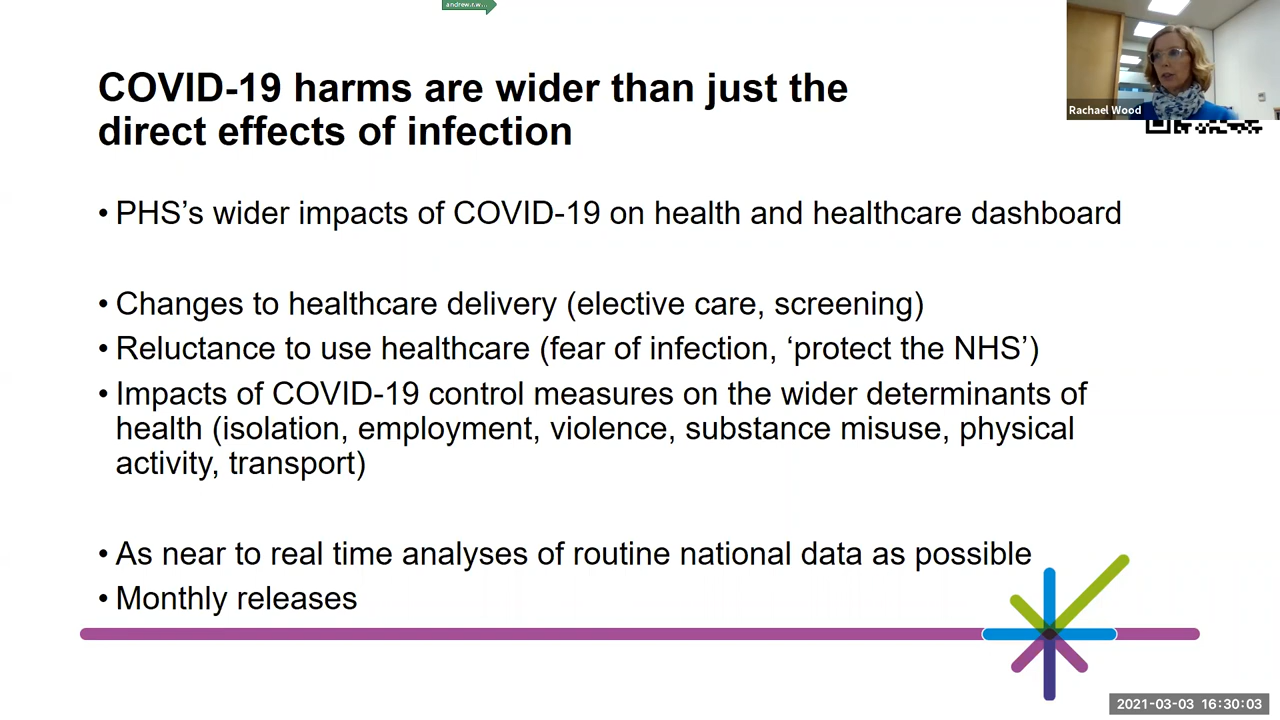 andrew.r.w...
COVID-19 harms are wider than just the
direct effects of infection
Rachael Wood
• PHS’s wider impacts of COVID-19 on health and healthcare dashboard
• Changes to healthcare delivery (elective care, screening)
• Reluctance to use healthcare (fear of infection, ‘protect the NHS’)
• Impacts of COVID-19 control measures on the wider determinants of
health (isolation, employment, violence, substance misuse, physical
activity, transport)
• As near to real time analyses of routine national data as possible
• Monthly releases
2021-03-03 16:30:03